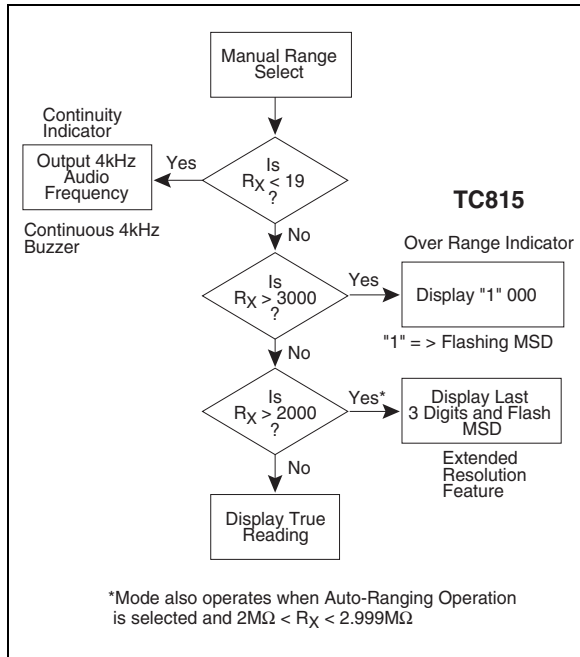 Manual Range
Select
Continuity
Indicator
Output 4kHz
Audio
Frequency
Yes
Is
RX < 19
?
Continuous 4kHz
Buzzer
No
TC815
Over Range Indicator
Is
RX > 3000
?
Yes
Display "1" 000
"1" = > Flashing MSD
No
Is
RX > 2000
?
Yes*
Display Last
3 Digits and Flash
MSD
Extended
Resolution
Feature
No
Display True
Reading
*Mode also operates when Auto-Ranging Operation
is selected and 2MΩ < RX < 2.999MΩ